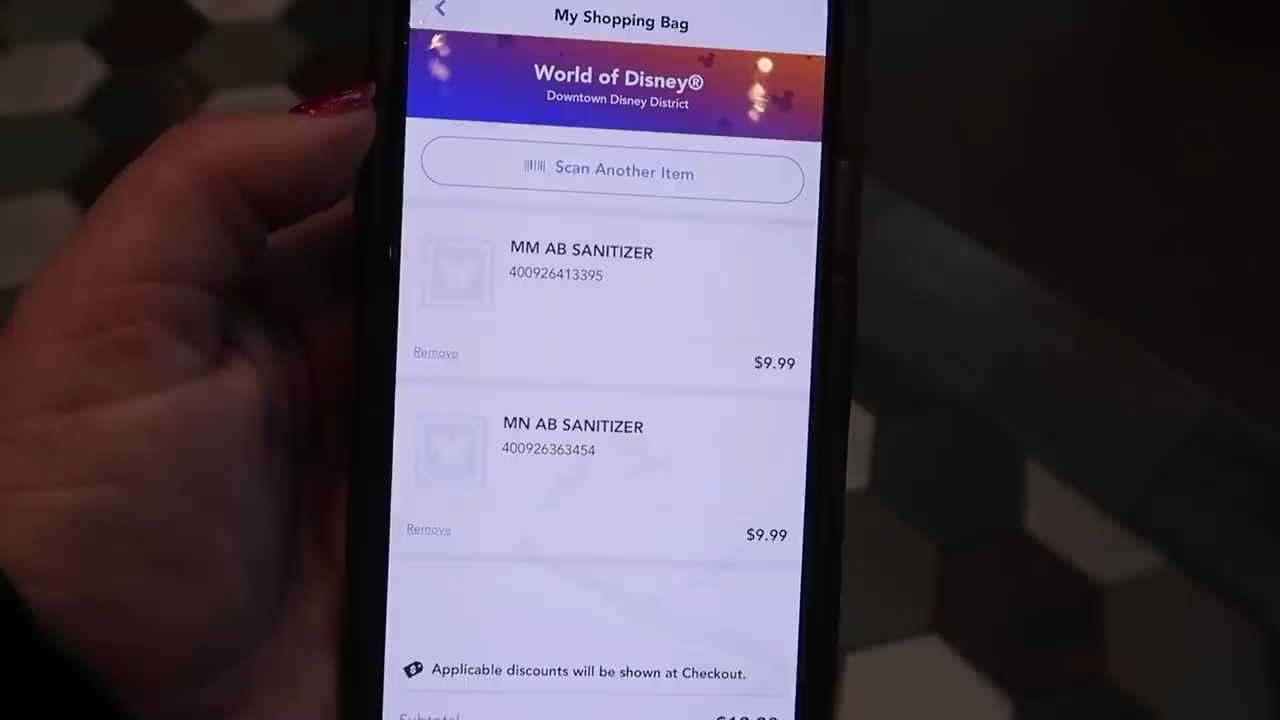 My Shopping Bag
World of Disney®
Downtown Disney District
Scan Another Item
MM AB SANITIZER
400926413395
Remove
$9.99
MN AB SANITIZER
400926363454
Remove
$9.99
Applicable discounts will be shown at Checkout.
Subtotal